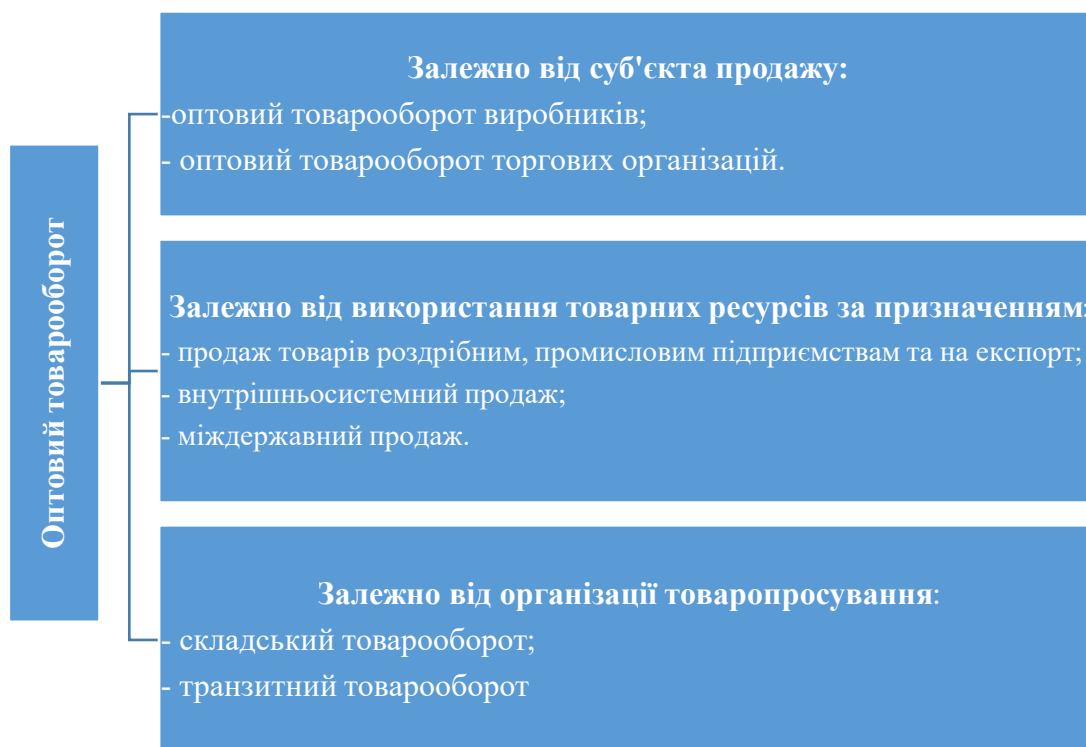 Оптовий товарооборот
Залежно від суб'єкта продажу:
-оптовий товарооборот виробників;
- оптовий товарооборот торгових організацій.
Залежно від використання товарних ресурсів за призначенням:
- продаж товарів роздрібним, промисловим підприємствам та на експорт;
- внутрішньосистемний продаж;
- міждержавний продаж.
Залежно від організації товаропросування:
- складський товарооборот;
- транзитний товарооборот